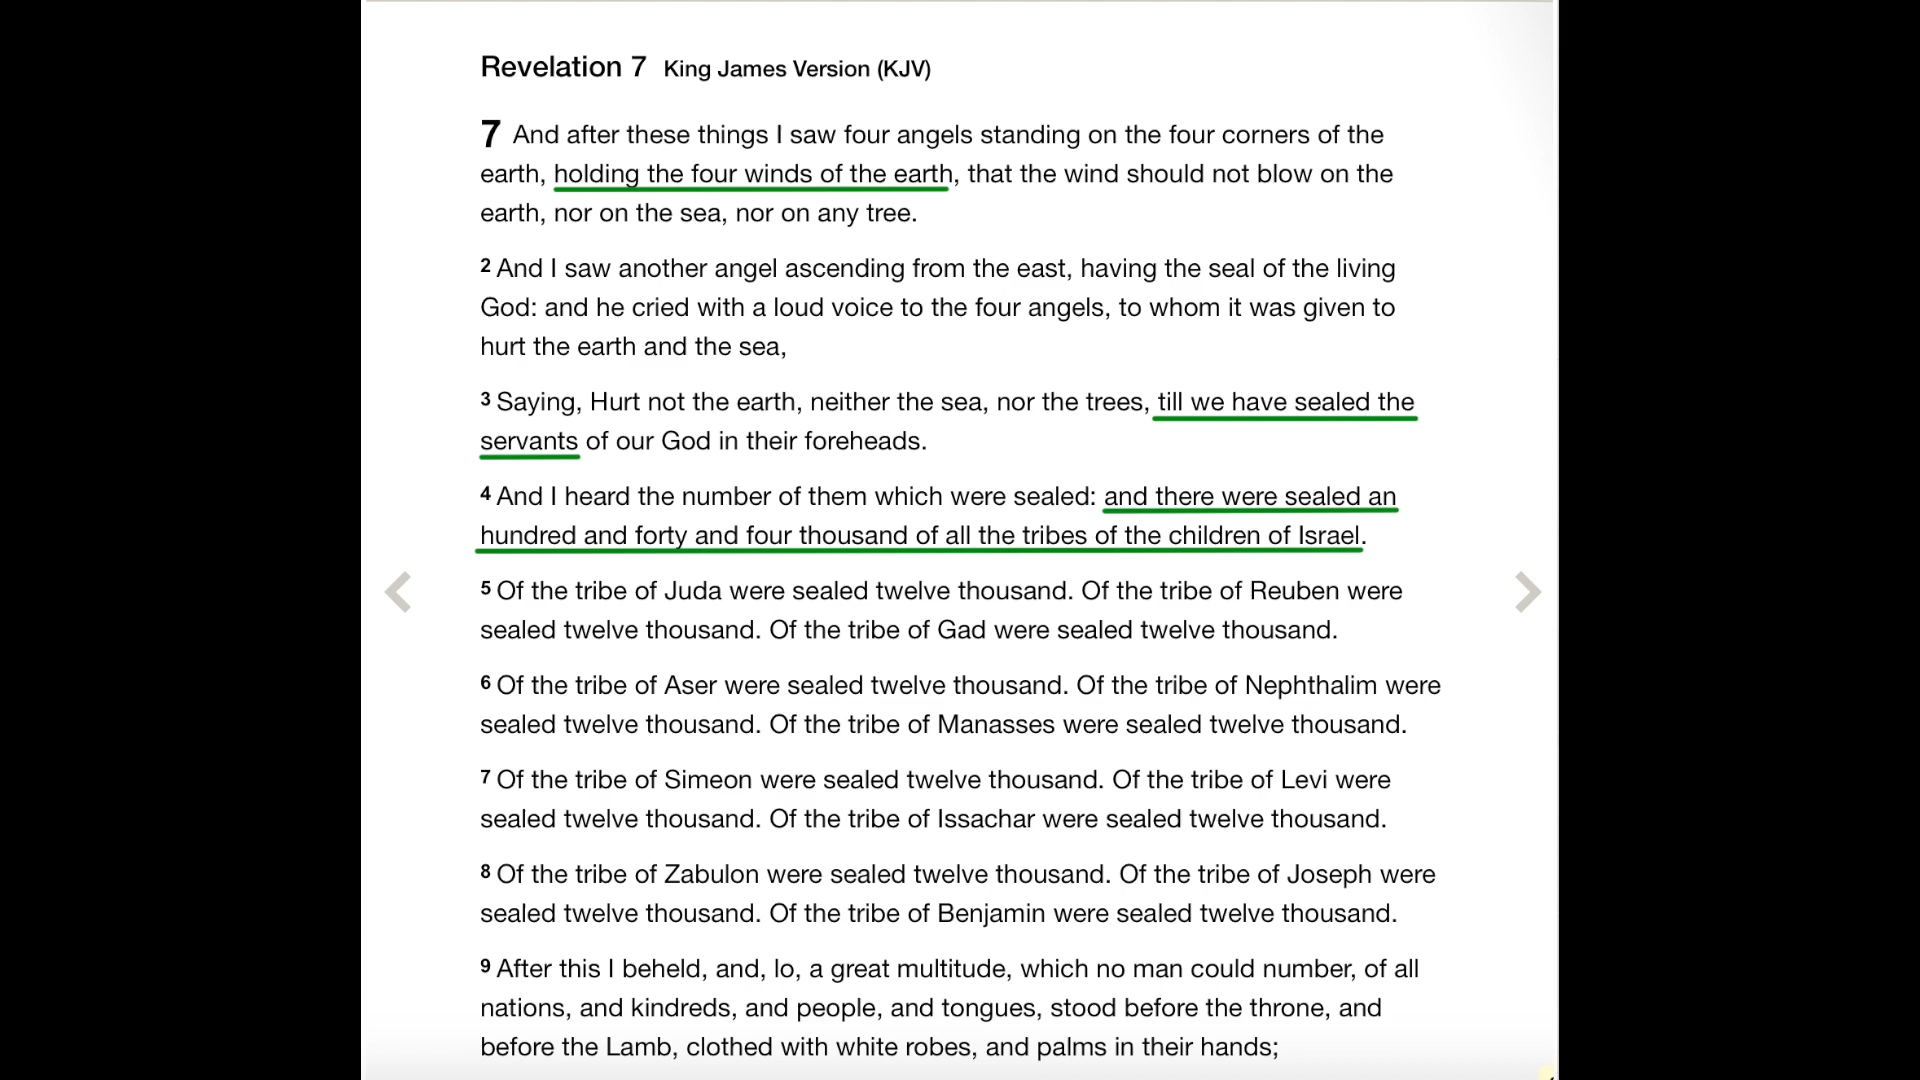 Revelation 7 King James Version (KJV)
7 And after these things I saw four angels standing on the four corners of the
earth, holding the four winds of the earth, that the wind should not blow on the
earth, nor on the sea, nor on any tree.
2 And I saw another angel ascending from the east, having the seal of the living
God: and he cried with a loud voice to the four angels, to whom it was given to
hurt the earth and the sea,
3 Saying, Hurt not the earth, neither the sea, nor the trees, till we have sealed the
servants of our God in their foreheads.
4 And I heard the number of them which were sealed: and there were sealed an
hundred and forty and four thousand of all the tribes of the children of Israel.
5 Of the tribe of Juda were sealed twelve thousand. Of the tribe of Reuben were
sealed twelve thousand. Of the tribe of Gad were sealed twelve thousand.
6 Of the tribe of Aser were sealed twelve thousand. Of the tribe of Nephthalim were
sealed twelve thousand. Of the tribe of Manasses were sealed twelve thousand.
7 Of the tribe of Simeon were sealed twelve thousand. Of the tribe of Levi were
sealed twelve thousand. Of the tribe of Issachar were sealed twelve thousand.
8 Of the tribe of Zabulon were sealed twelve thousand. Of the tribe of Joseph were
sealed twelve thousand. Of the tribe of Benjamin were sealed twelve thousand.
9 After this I beheld, and, lo, a great multitude, which no man could number, of all
nations, and kindreds, and people, and tongues, stood before the throne, and
before the Lamb, clothed with white robes, and palms in their hands;